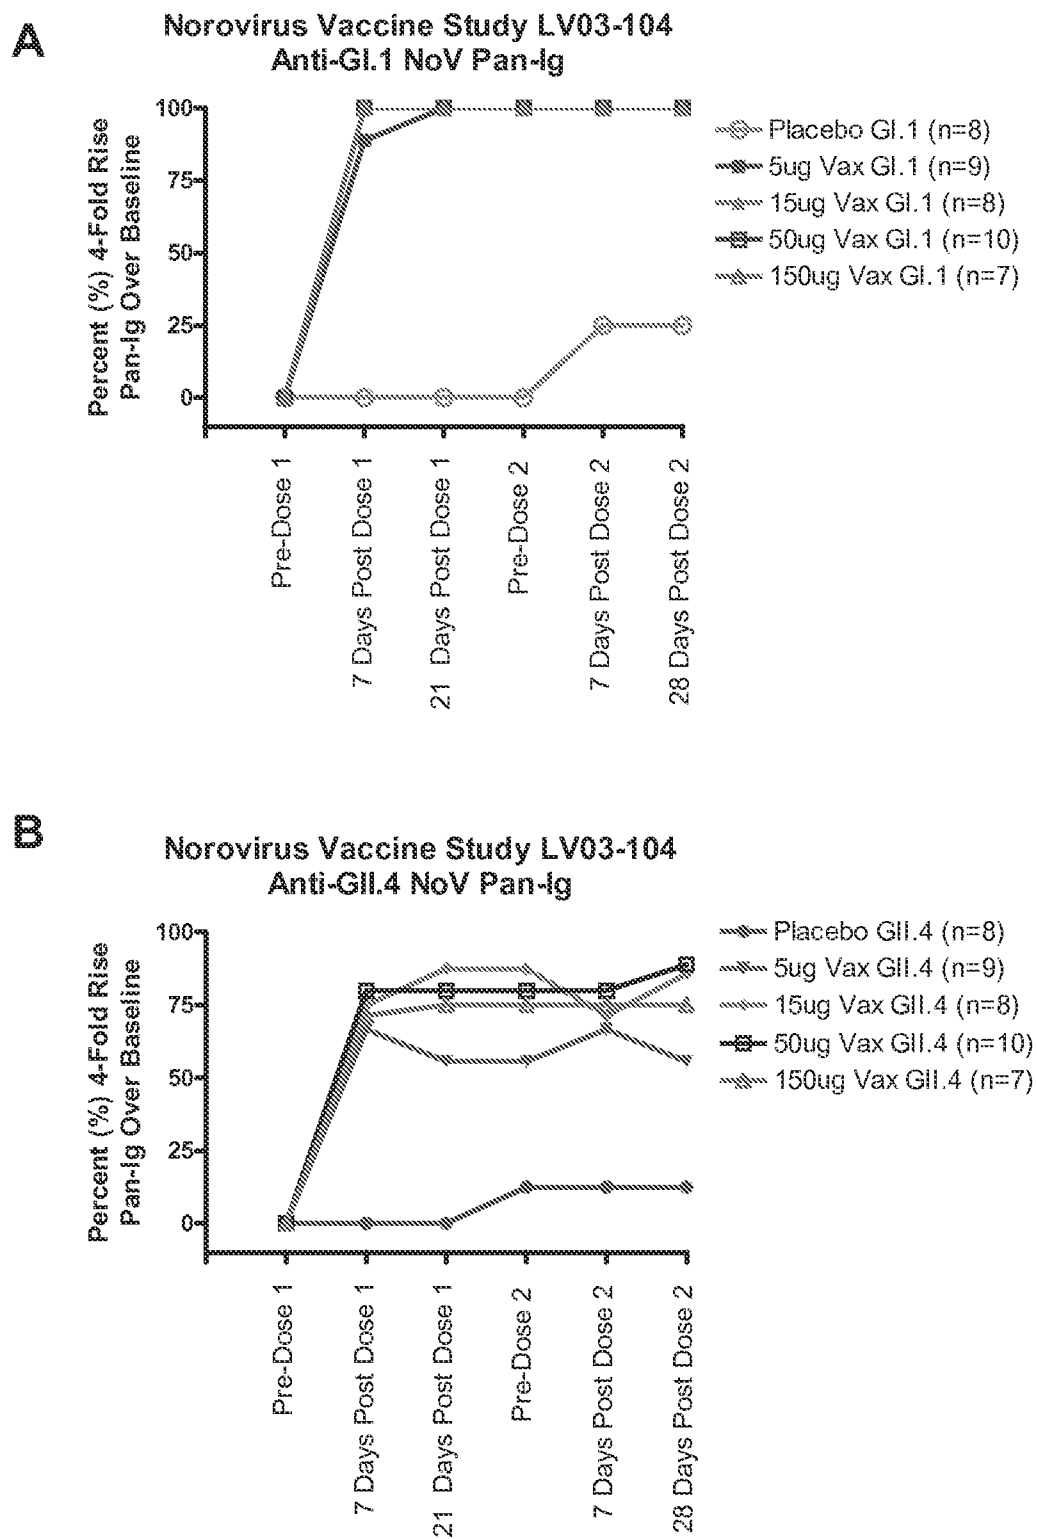 A
Norovirus Vaccine Study LV03-104
Anti-GI.1 NoV Pan-Ig
Percent (%) 4-Fold Rise
Pan-Ig Over Baseline
100
75
50
25
0
Placebo GI.1 (n=8)
5ug Vax GI.1 (n=9)
15ug Vax GI.1 (n=8)
50ug Vax GI.1 (n=10)
150ug Vax GI.1 (n=7)
Pre-Dose 1
7 Days Post Dose 1
21 Days Post Dose 1
Pre-Dose 2
7 Days Post Dose 2
28 Days Post Dose 2
B
Norovirus Vaccine Study LV03-104
Anti-GII.4 NoV Pan-Ig
Percent (%) 4-Fold Rise
Pan-Ig Over Baseline
100
75
50
25
0
Placebo GII.4 (n=8)
5ug Vax GII.4 (n=9)
15ug Vax GII.4 (n=8)
50ug Vax GII.4 (n=10)
150ug Vax GII.4 (n=7)
Pre-Dose 1
7 Days Post Dose 1
21 Days Post Dose 1
Pre-Dose 2
7 Days Post Dose 2
28 Days Post Dose 2